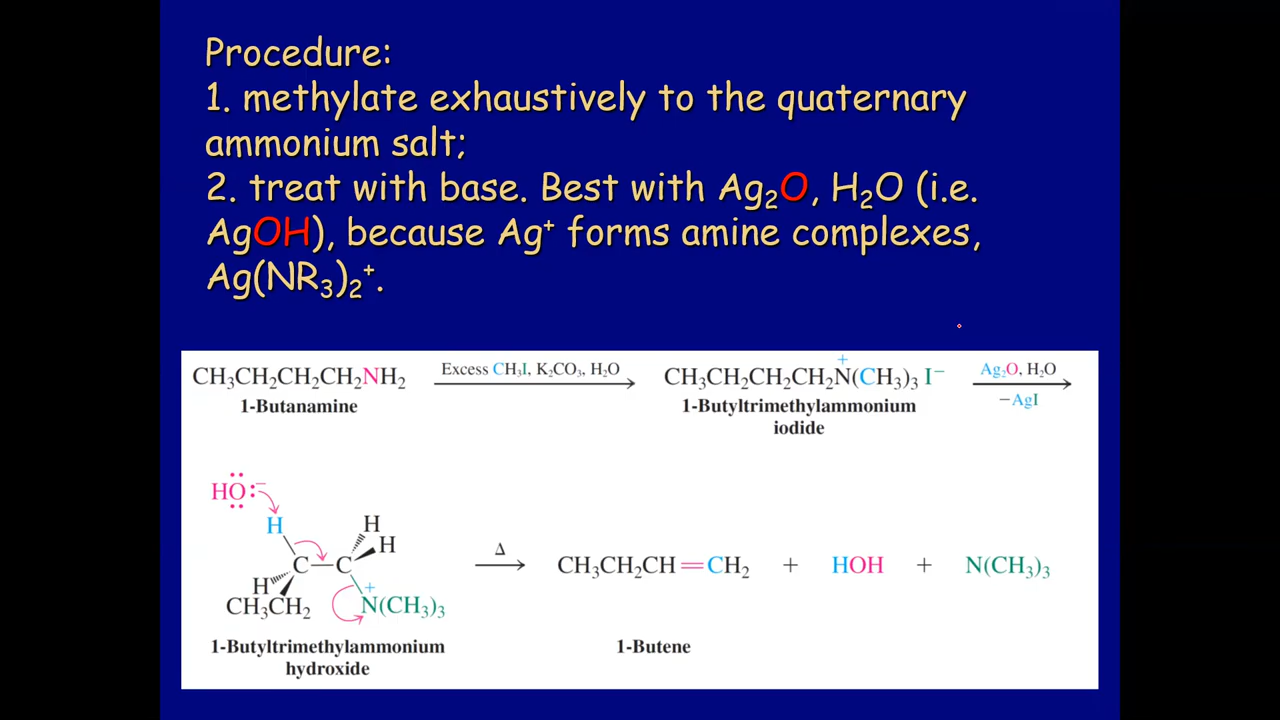 Procedure:
1. methylate exhaustively to the quaternary
ammonium salt;
2. treat with base. Best with Ag₂O, H₂O (i.e.
AgOH), because Ag⁺ forms amine complexes,
Ag(NR₃)₂⁺.
CH₃CH₂CH₂CH₂NH₂ Excess CH₃I, K₂CO₃, H₂O CH₃CH₂CH₂CH₂N⁺(CH₃)₃ I⁻ Ag₂O, H₂O
−AgI
1-Butanamine 1-Butyltrimethylammonium
iodide
HO:⁻
H H
H
C—C Δ CH₃CH₂CH=CH₂ + HOH + N(CH₃)₃
H
CH₃CH₂ N⁺(CH₃)₃
1-Butyltrimethylammonium 1-Butene
hydroxide